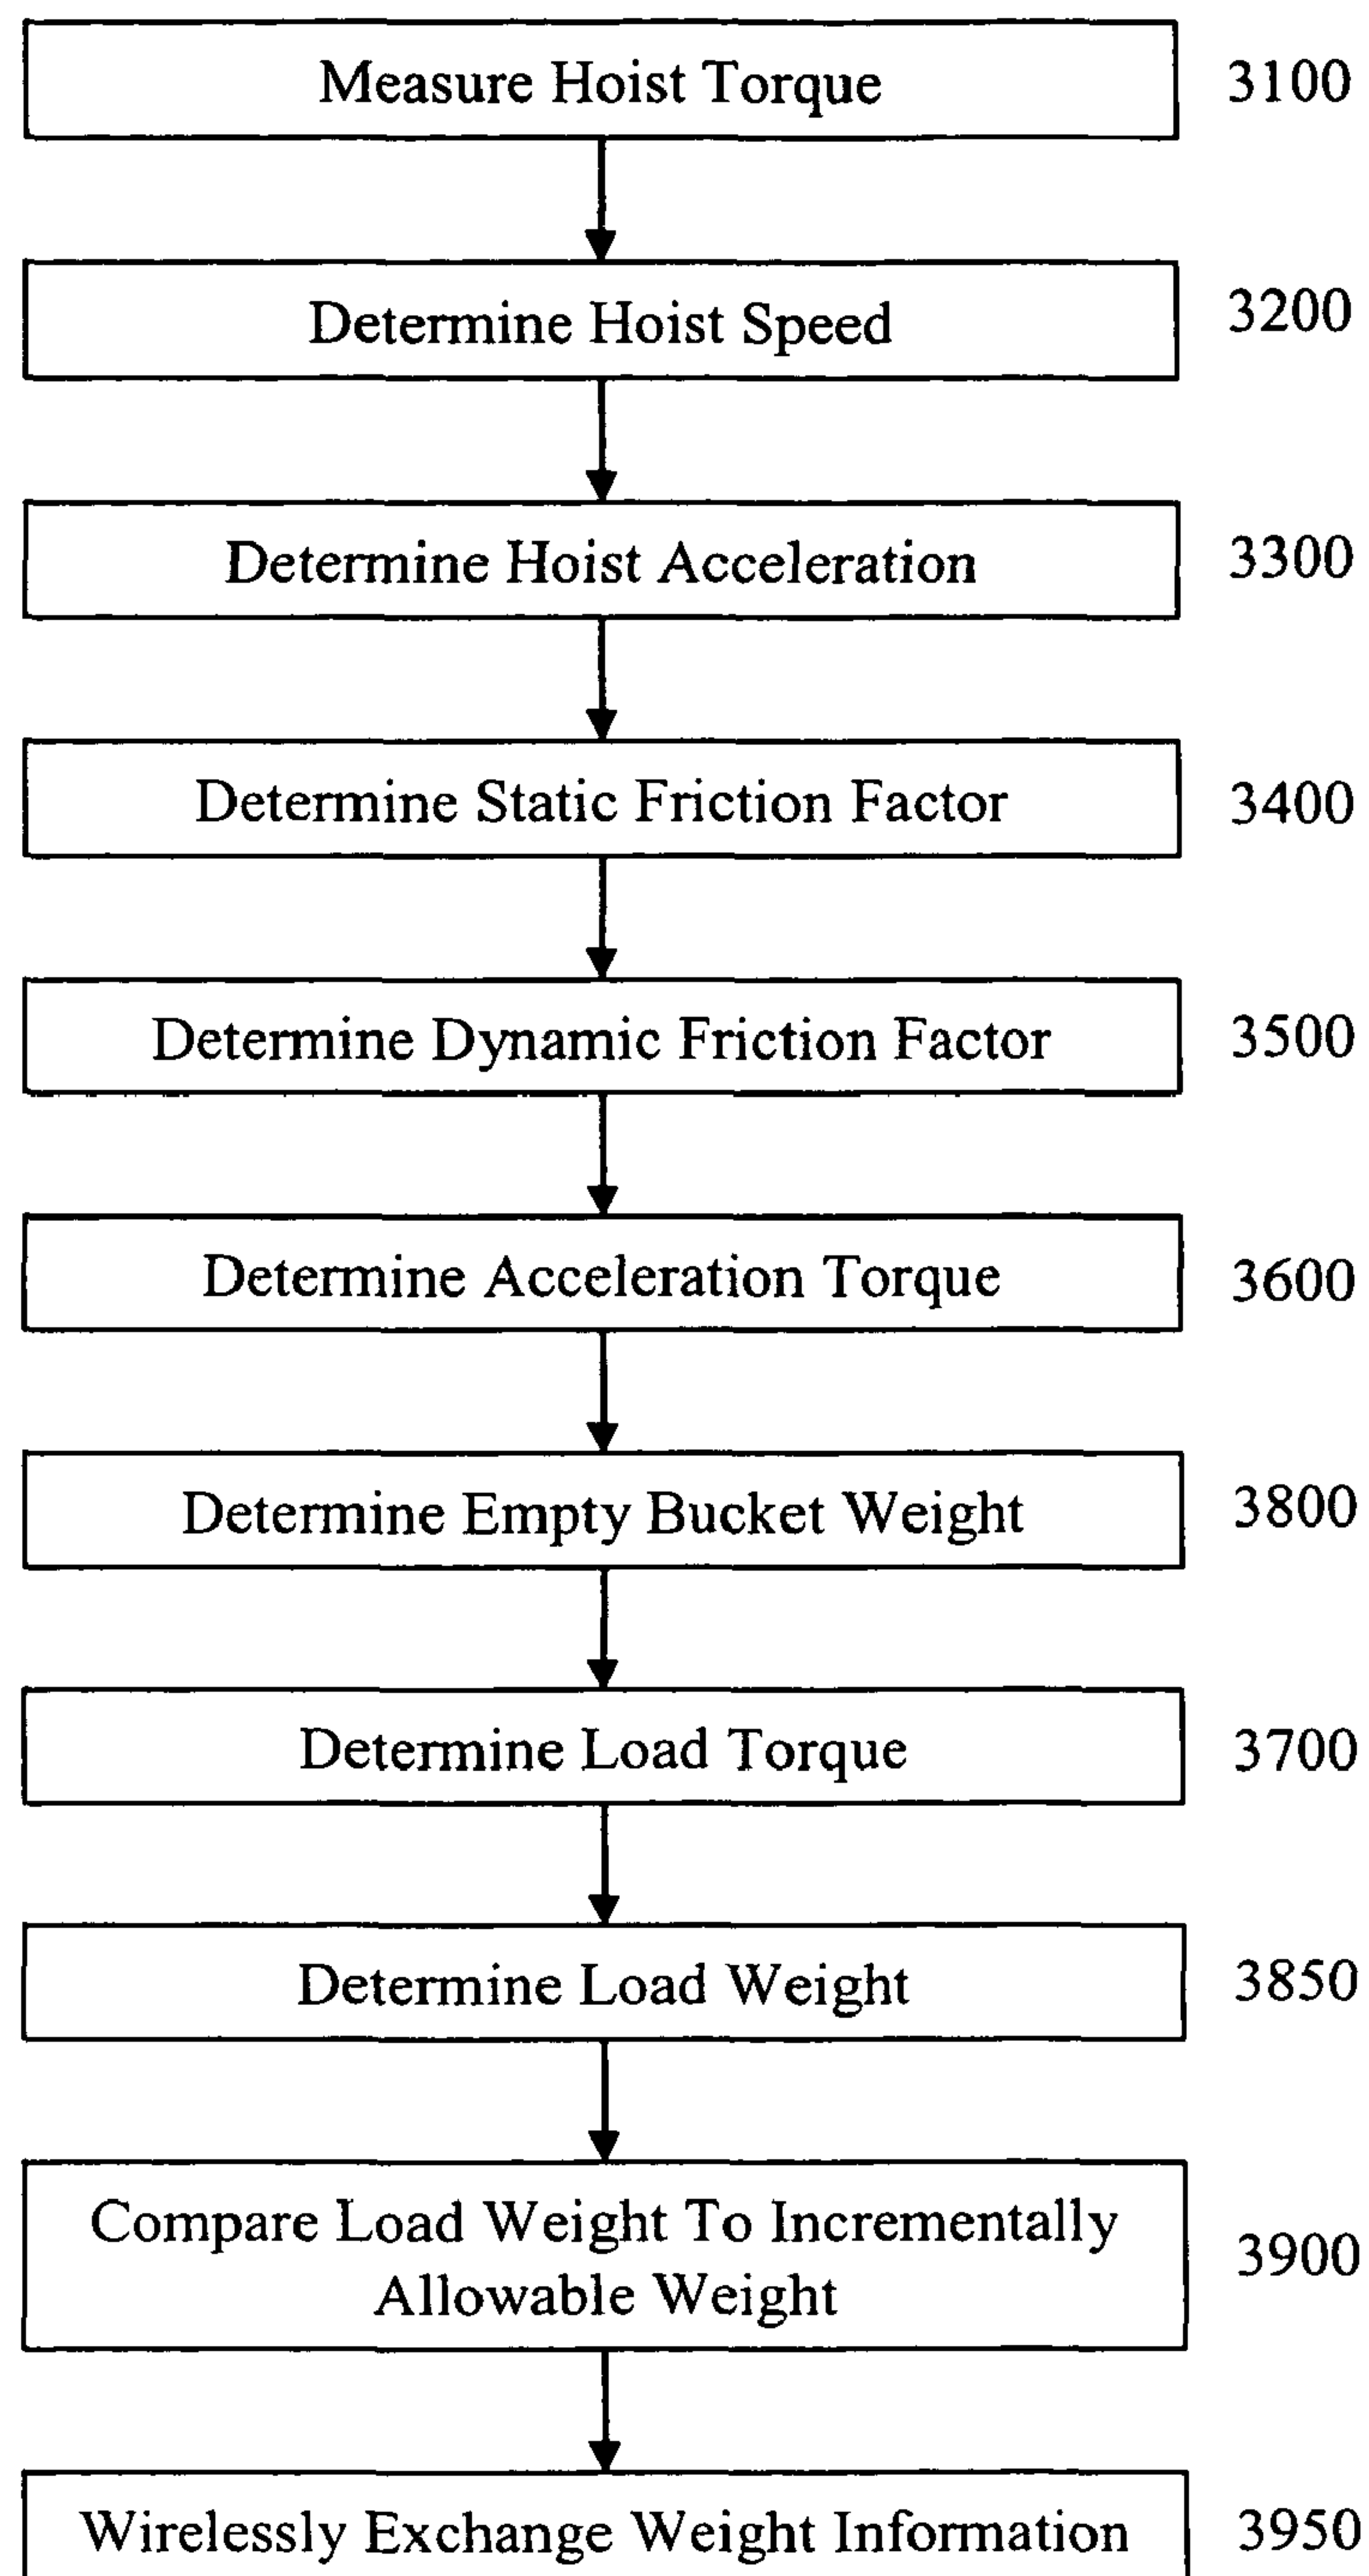 Measure Hoist Torque 3100
Determine Hoist Speed 3200
Determine Hoist Acceleration 3300
Determine Static Friction Factor 3400
Determine Dynamic Friction Factor 3500
Determine Acceleration Torque 3600
Determine Empty Bucket Weight 3800
Determine Load Torque 3700
Determine Load Weight 3850
Compare Load Weight To Incrementally
Allowable Weight 3900
Wirelessly Exchange Weight Information 3950